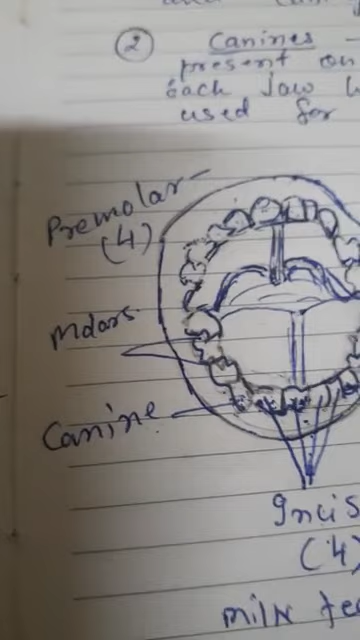 ② Canines -
present on
each jaw
used for
Premolar
(4)
Molars
Canine
Incis
(4)
milk tee